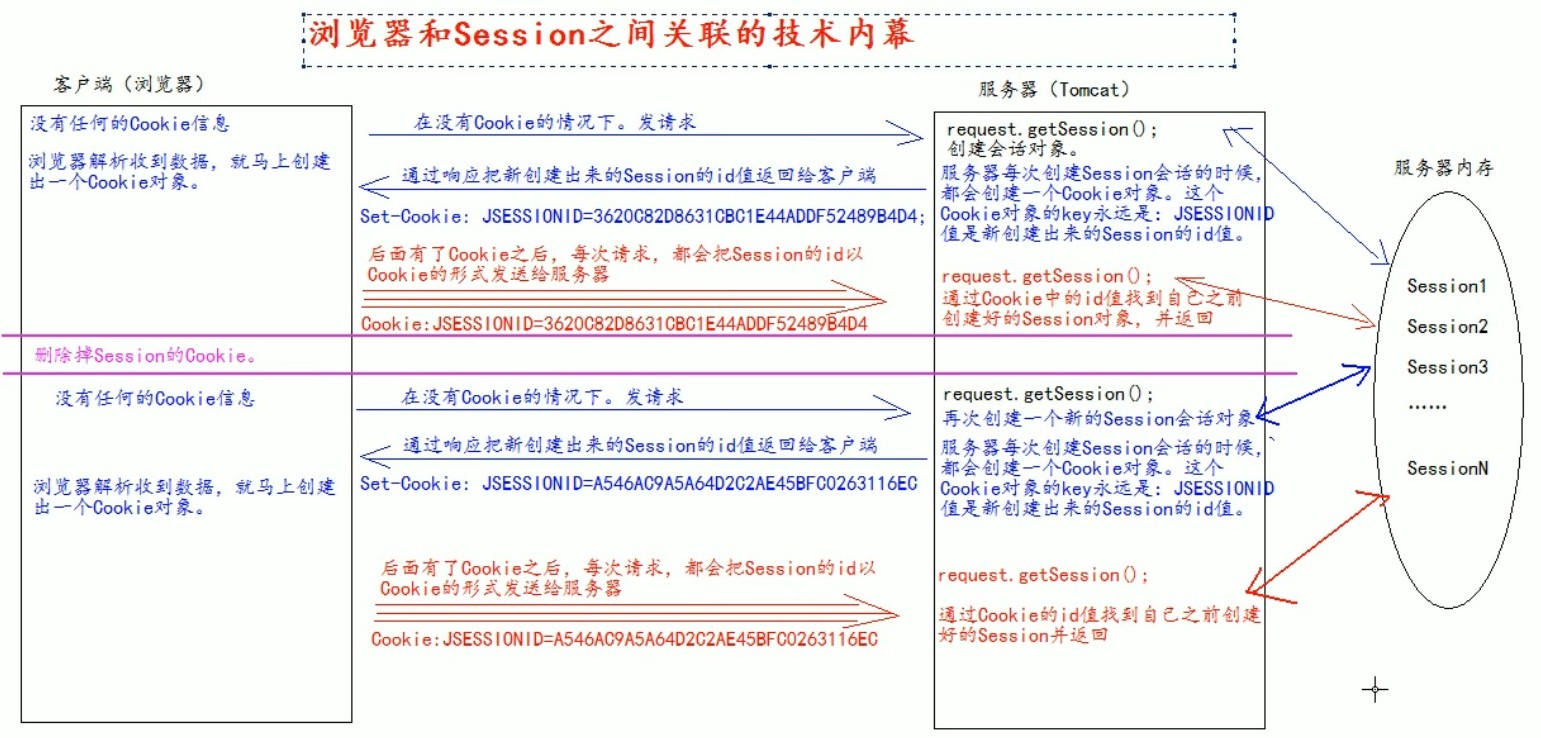 浏览器和Session之间关联的技术内幕
客户端（浏览器）
服务器（Tomcat）
服务器内存
没有任何的Cookie信息
浏览器解析收到数据，就马上创建
出一个Cookie对象。
在没有Cookie的情况下。发请求
通过响应把新创建出来的Session的id值返回给客户端
Set-Cookie: JSESSIONID=3620C82D8631CBC1E44ADDF52489B4D4;
后面有了Cookie之后，每次请求，都会把Session的id以
Cookie的形式发送给服务器
Cookie:JSESSIONID=3620C82D8631CBC1E44ADDF52489B4D4
request.getSession();
创建会话对象。
服务器每次创建Session会话的时候，
都会创建一个Cookie对象。这个
Cookie对象的key永远是：JSESSIONID
值是新创建出来的Session的id值。
request.getSession();
通过Cookie中的id值找到自己之前
创建好的Session对象，并返回
Session1
Session2
Session3
......
SessionN
删除掉Session的Cookie。
没有任何的Cookie信息
浏览器解析收到数据，就马上创建
出一个Cookie对象。
在没有Cookie的情况下。发请求
通过响应把新创建出来的Session的id值返回给客户端
Set-Cookie: JSESSIONID=A546AC9A5A64D2C2AE45BFC0263116EC
后面有了Cookie之后，每次请求，都会把Session的id以
Cookie的形式发送给服务器
Cookie:JSESSIONID=A546AC9A5A64D2C2AE45BFC0263116EC
request.getSession();
再次创建一个新的Session会话对象
服务器每次创建Session会话的时候，
都会创建一个Cookie对象。这个
Cookie对象的key永远是：JSESSIONID
值是新创建出来的Session的id值。
request.getSession();
通过Cookie的id值找到自己之前创建
好的Session并返回